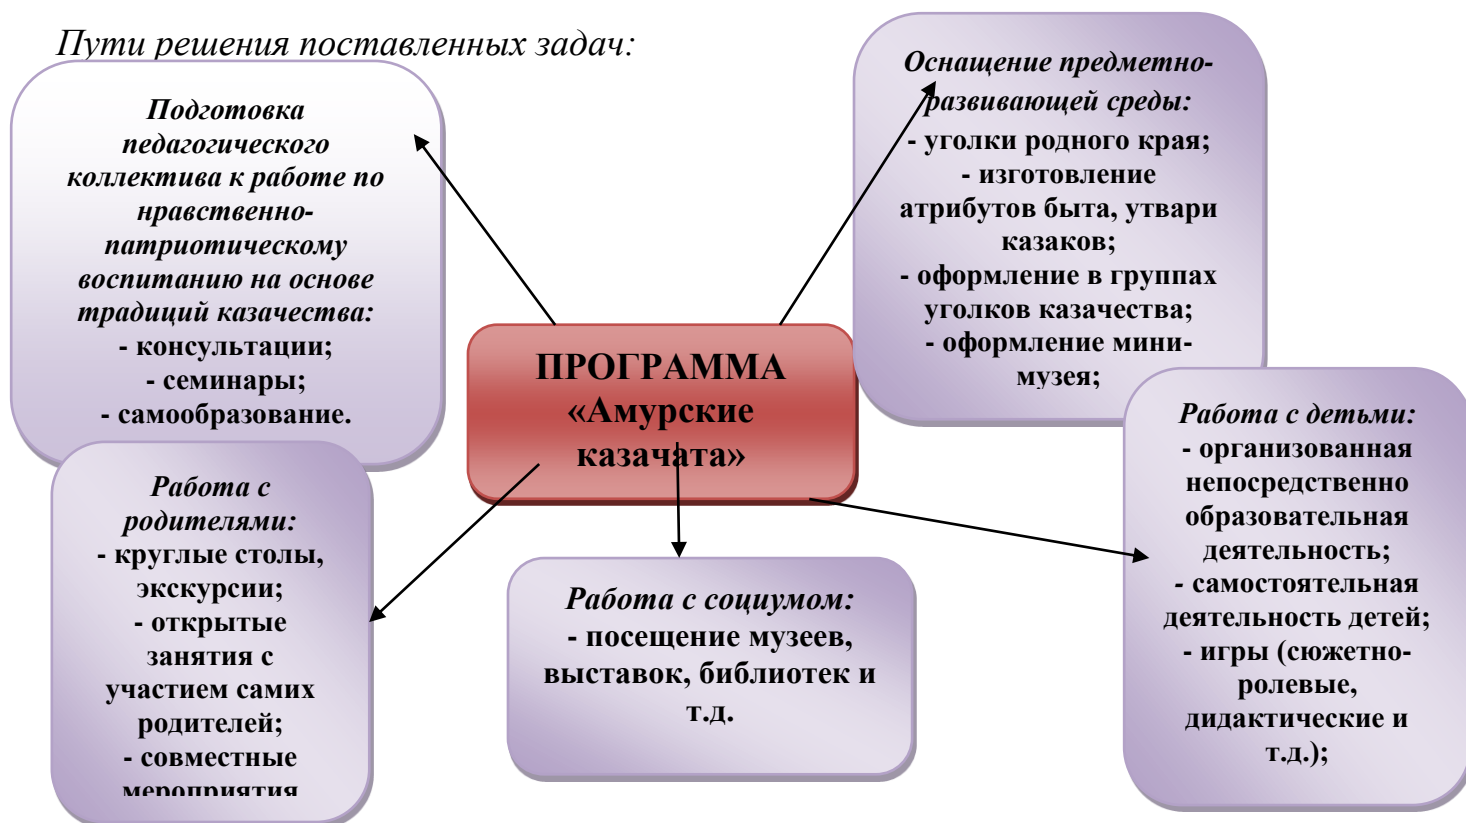 Пути решения поставленных задач:
Подготовка
педагогического
коллектива к работе по
нравственно-
патриотическому
воспитанию на основе
традиций казачества:
- консультации;
- семинары;
- самообразование.
Оснащение предметно-
развивающей среды:
- уголки родного края;
- изготовление
атрибутов быта, утвари
казаков;
- оформление в группах
уголков казачества;
- оформление мини-
музея;
ПРОГРАММА
«Амурские
казачата»
Работа с
родителями:
- круглые столы,
экскурсии;
- открытые
занятия с
участием самих
родителей;
- совместные
мероприятия
Работа с социумом:
- посещение музеев,
выставок, библиотек и
т.д.
Работа с детьми:
- организованная
непосредственно
образовательная
деятельность;
- самостоятельная
деятельность детей;
- игры (сюжетно-
ролевые,
дидактические и
т.д.);